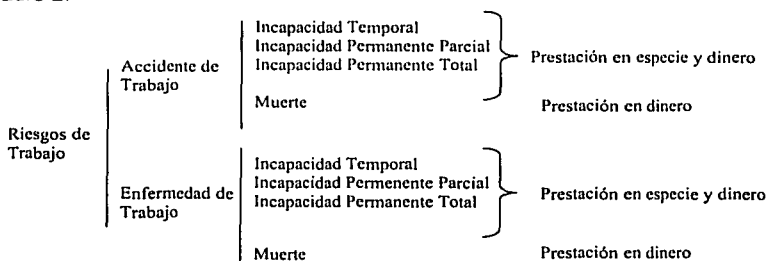 Incapacidad Temporal
Incapacidad Permanente Parcial
Incapacidad Permanente Total
Accidente de
Trabajo
Prestación en especie y dinero
Muerte
Prestación en dinero
Riesgos de
Trabajo
Incapacidad Temporal
Incapacidad Permenente Parcial
Incapacidad Permanente Total
Enfermedad de
Trabajo
Prestación en especie y dinero
Muerte
Prestación en dinero